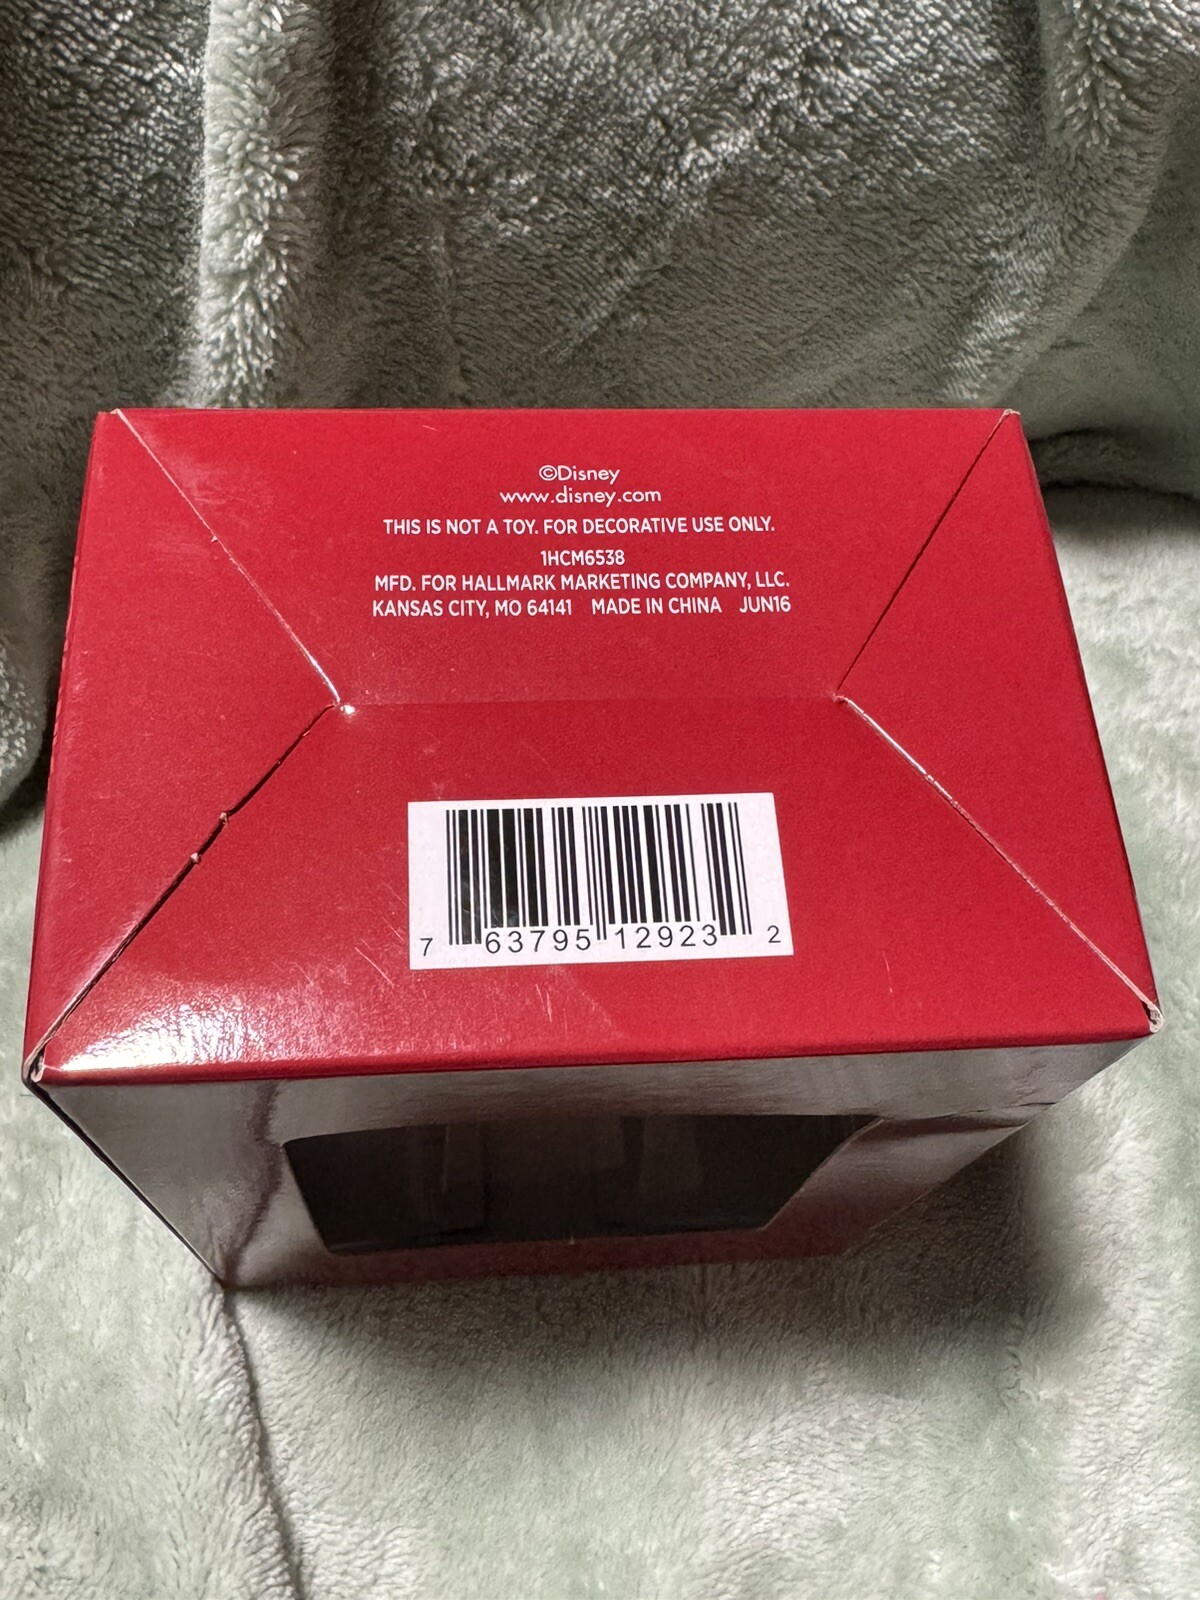 ©Disney
www.disney.com
THIS IS NOT A TOY. FOR DECORATIVE USE ONLY.
1HCM6538
MFD. FOR HALLMARK MARKETING COMPANY, LLC.
KANSAS CITY, MO 64141 MADE IN CHINA JUN16
7 63795 12923 2